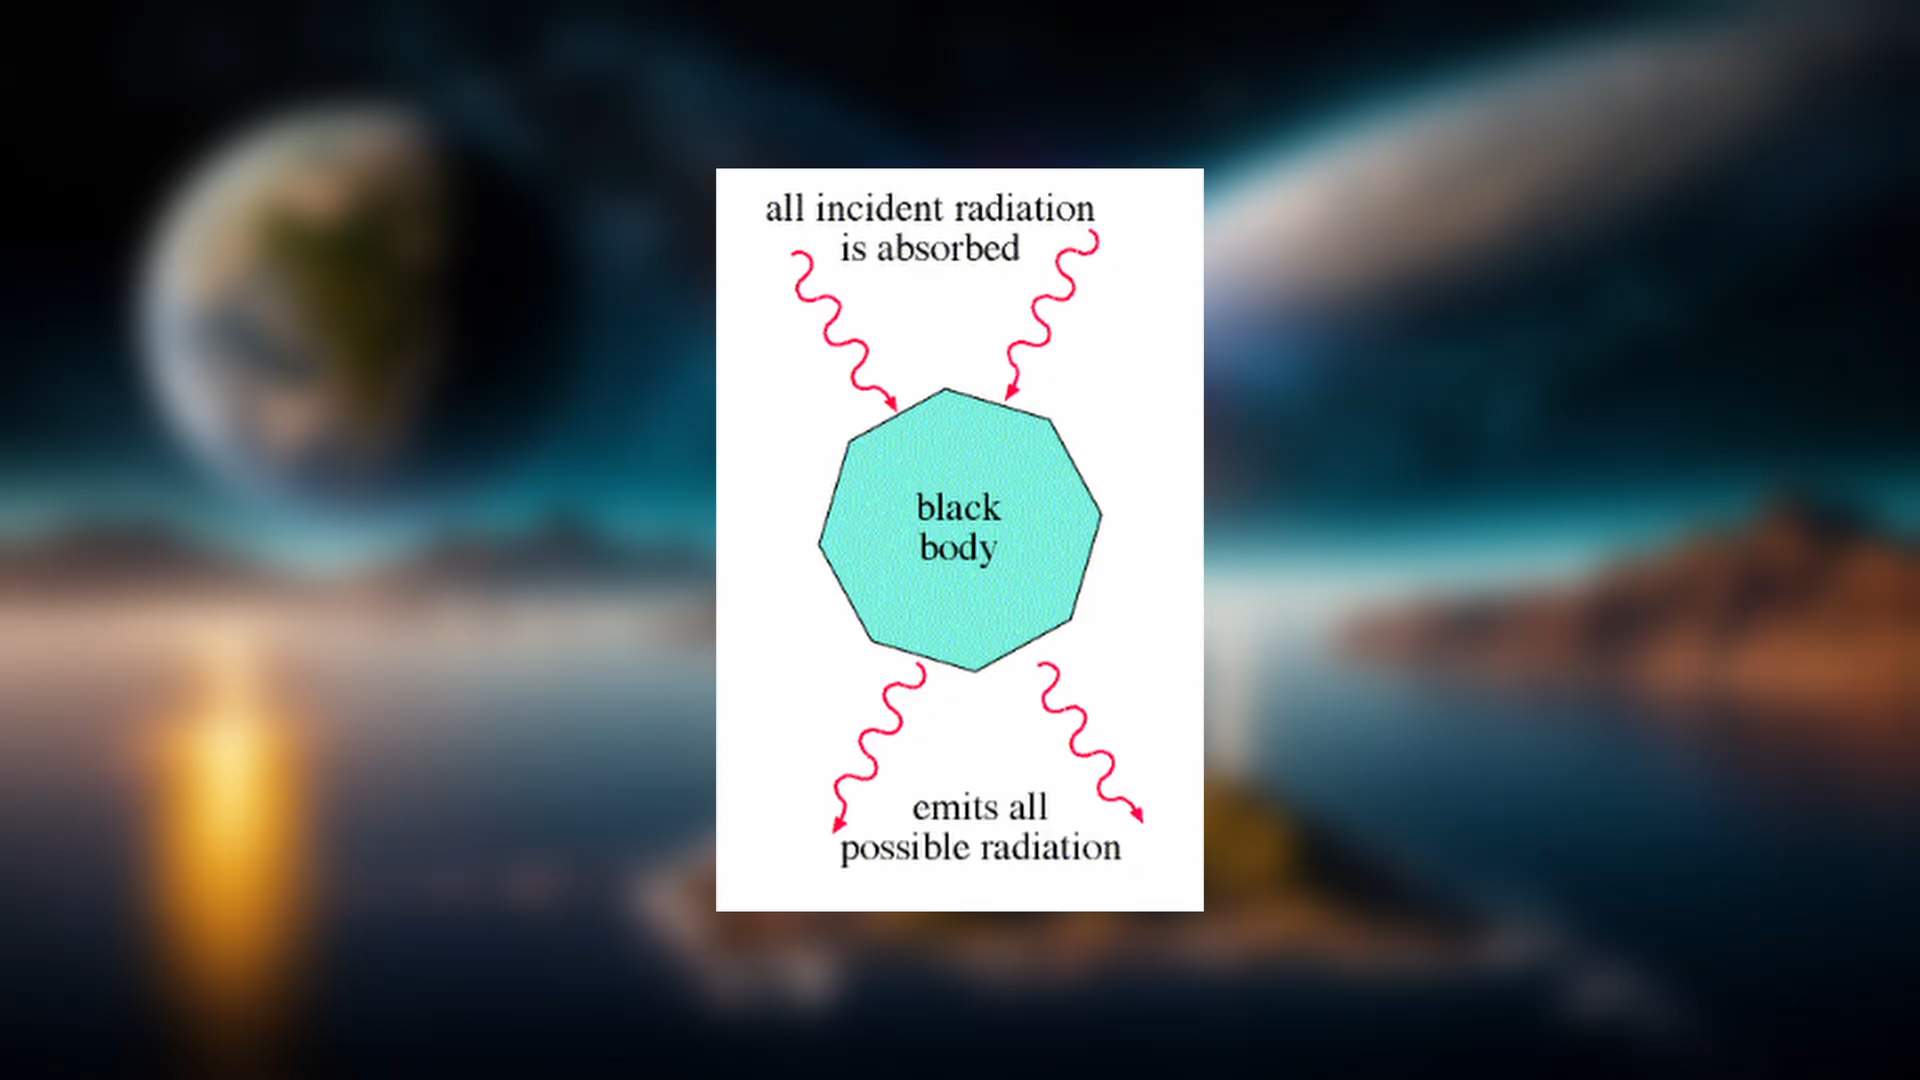 all incident radiation
is absorbed
black
body
emits all
possible radiation